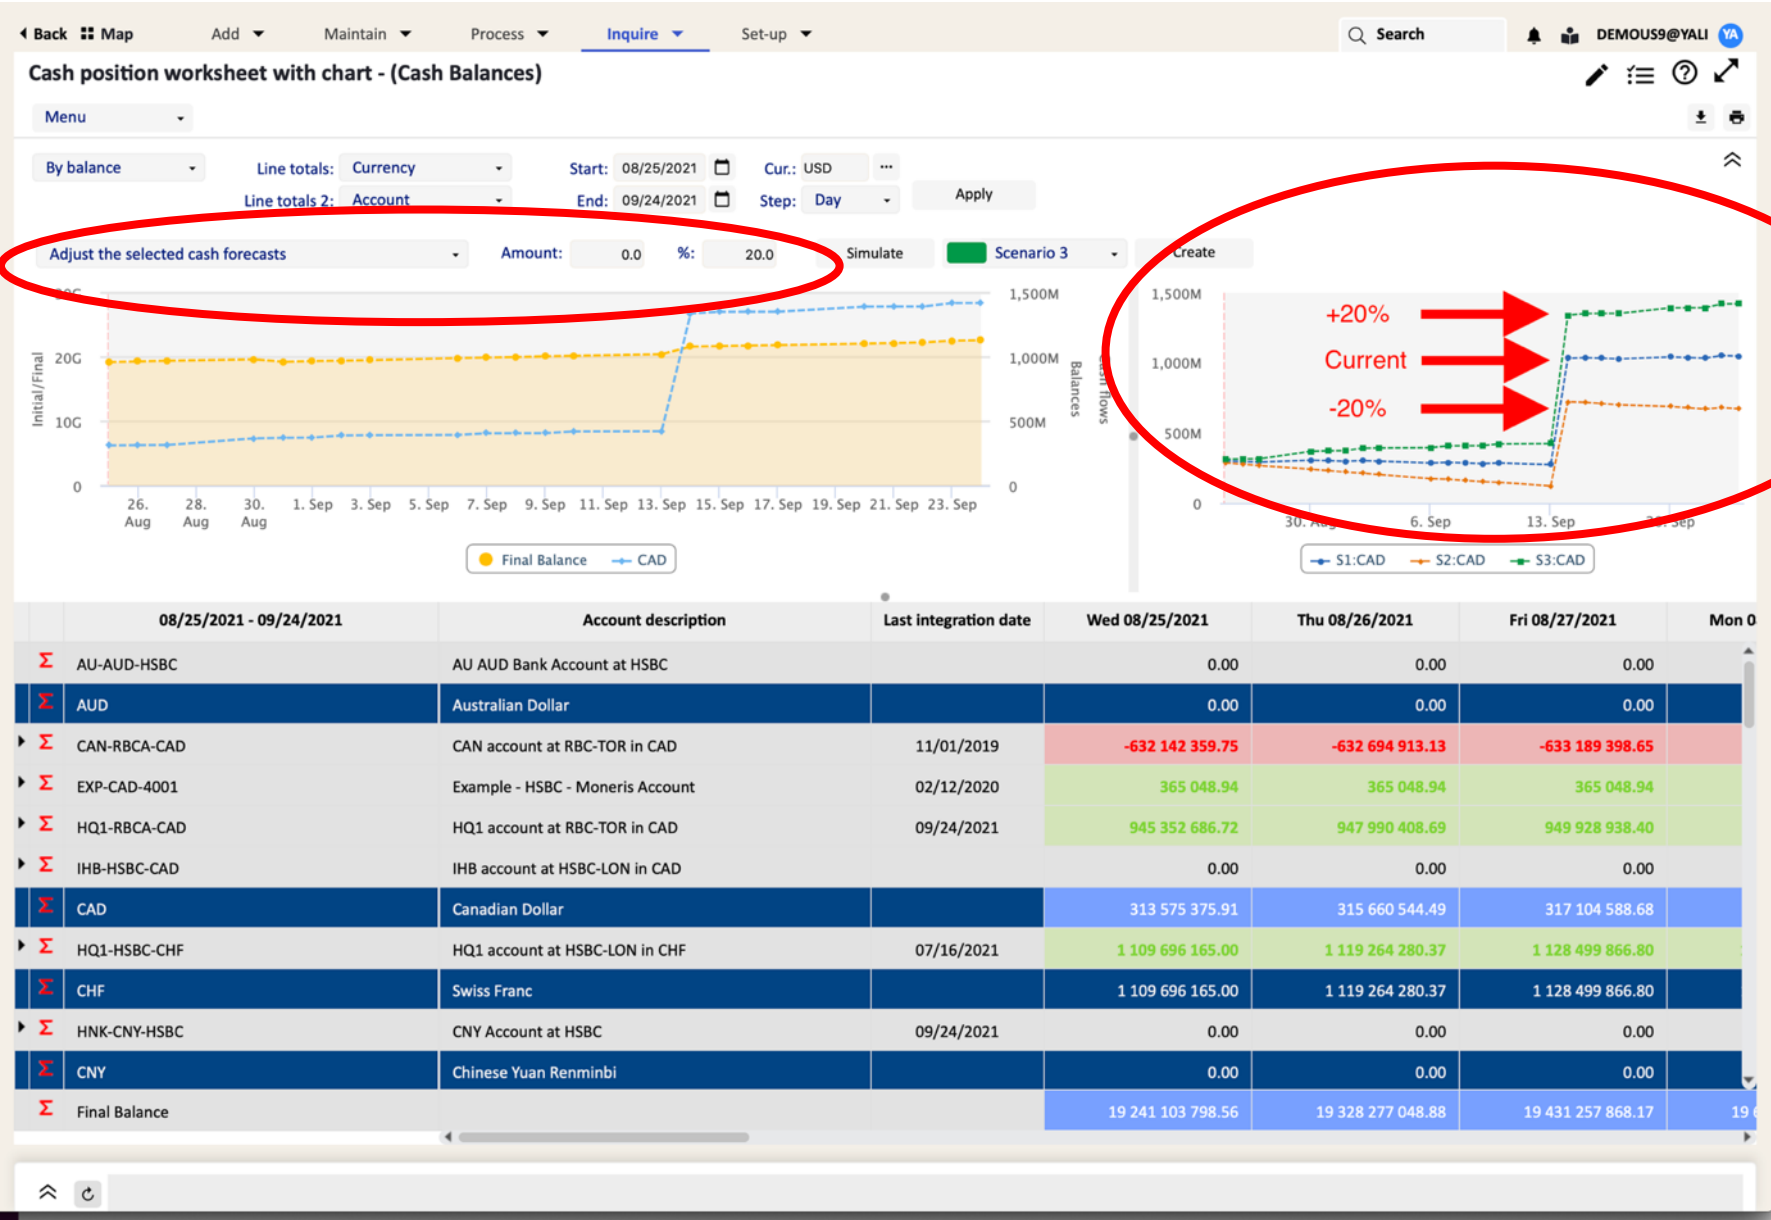 Back Map Add Maintain Process Inquire Set-up Search DEMOUS9@YALI YA
Cash position worksheet with chart - (Cash Balances)
Menu
By balance Line totals: Currency Start: 08/25/2021 Cur.: USD ...
Line totals 2: Account End: 09/24/2021 Step: Day Apply
Adjust the selected cash forecasts Amount: 0.0 %: 20.0 Simulate Scenario 3 Create
1,500M
20G 1,000M
10G 500M
0 0
Initial/Final
Balances
26. Aug 28. Aug 30. Aug 1. Sep 3. Sep 5. Sep 7. Sep 9. Sep 11. Sep 13. Sep 15. Sep 17. Sep 19. Sep 21. Sep 23. Sep
Final Balance CAD
Cash flows
1,500M
1,000M
500M
0
+20%
Current
-20%
30. Aug 6. Sep 13. Sep Sep
S1:CAD S2:CAD S3:CAD
08/25/2021 - 09/24/2021 Account description Last integration date Wed 08/25/2021 Thu 08/26/2021 Fri 08/27/2021 Mon 0
Σ AU-AUD-HSBC AU AUD Bank Account at HSBC 0.00 0.00 0.00
Σ AUD Australian Dollar 0.00 0.00 0.00
Σ CAN-RBCA-CAD CAN account at RBC-TOR in CAD 11/01/2019 -632 142 359.75 -632 694 913.13 -633 189 398.65
Σ EXP-CAD-4001 Example - HSBC - Moneris Account 02/12/2020 365 048.94 365 048.94 365 048.94
Σ HQ1-RBCA-CAD HQ1 account at RBC-TOR in CAD 09/24/2021 945 352 686.72 947 990 408.69 949 928 938.40
Σ IHB-HSBC-CAD IHB account at HSBC-LON in CAD 0.00 0.00 0.00
Σ CAD Canadian Dollar 313 575 375.91 315 660 544.49 317 104 588.68
Σ HQ1-HSBC-CHF HQ1 account at HSBC-LON in CHF 07/16/2021 1 109 696 165.00 1 119 264 280.37 1 128 499 866.80
Σ CHF Swiss Franc 1 109 696 165.00 1 119 264 280.37 1 128 499 866.80
Σ HNK-CNY-HSBC CNY Account at HSBC 09/24/2021 0.00 0.00 0.00
Σ CNY Chinese Yuan Renminbi 0.00 0.00 0.00
Σ Final Balance 19 241 103 798.56 19 328 277 048.88 19 431 257 868.17 19 6